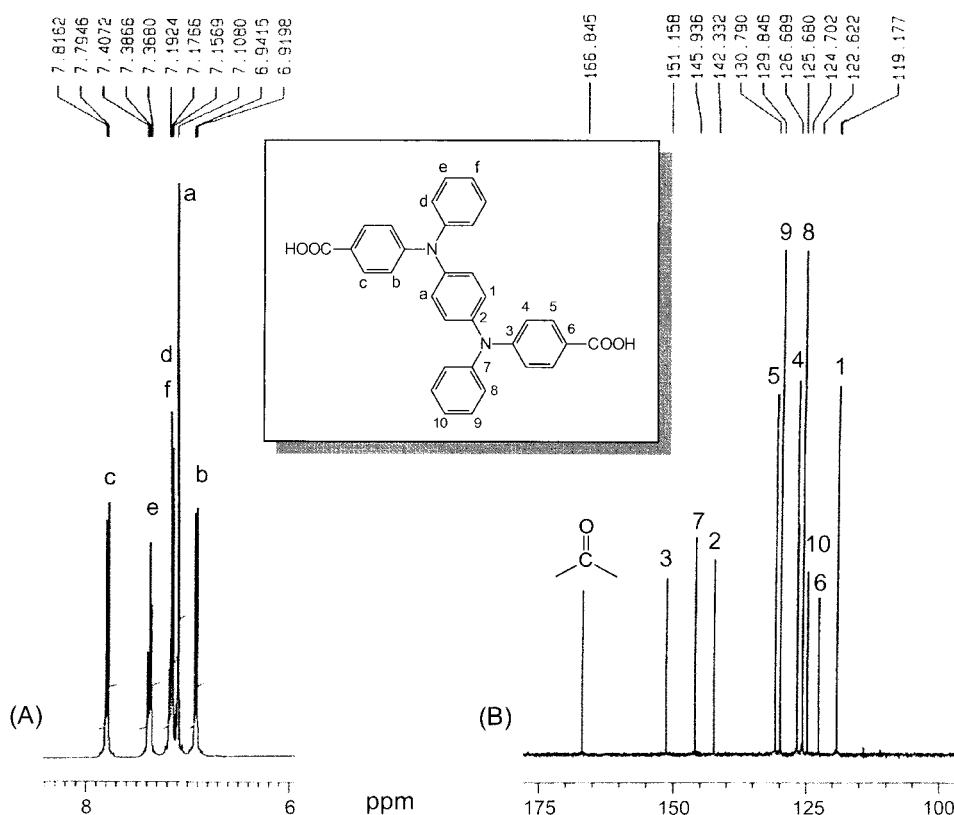 7.8162
7.7946
7.4072
7.3866
7.3680
7.1924
7.1766
7.1569
7.1080
6.9415
6.9198
166.845
151.158
145.936
142.332
130.790
129.846
126.689
125.680
124.702
122.622
119.177
a
d
f
c
e
b
e
f
d
HOOC
N
c
b
a
1
2
4
5
3
6
COOH
N
7
8
10
9
9
8
5
4
1
7
2
3
10
6
O
C
(A)
(B)
8
6
ppm
175
150
125
100